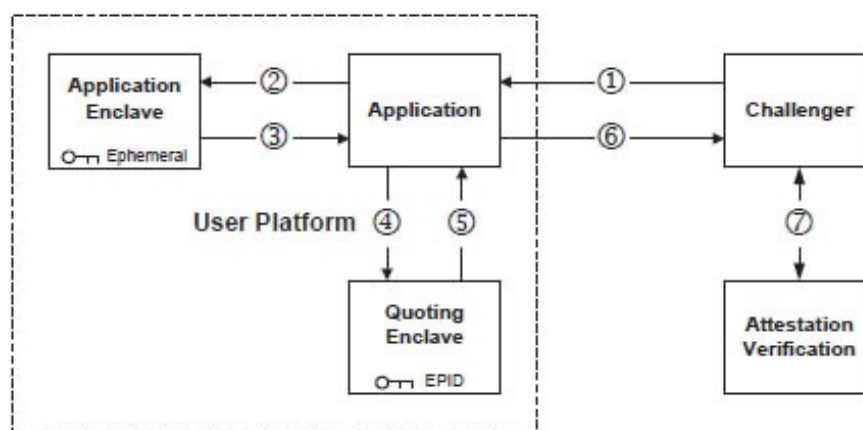 ② ①
Application
Enclave
Application
Challenger
③ ⑥
Ephemeral
User Platform ④ ⑤ ⑦
Quoting
Enclave
EPID
Attestation
Verification